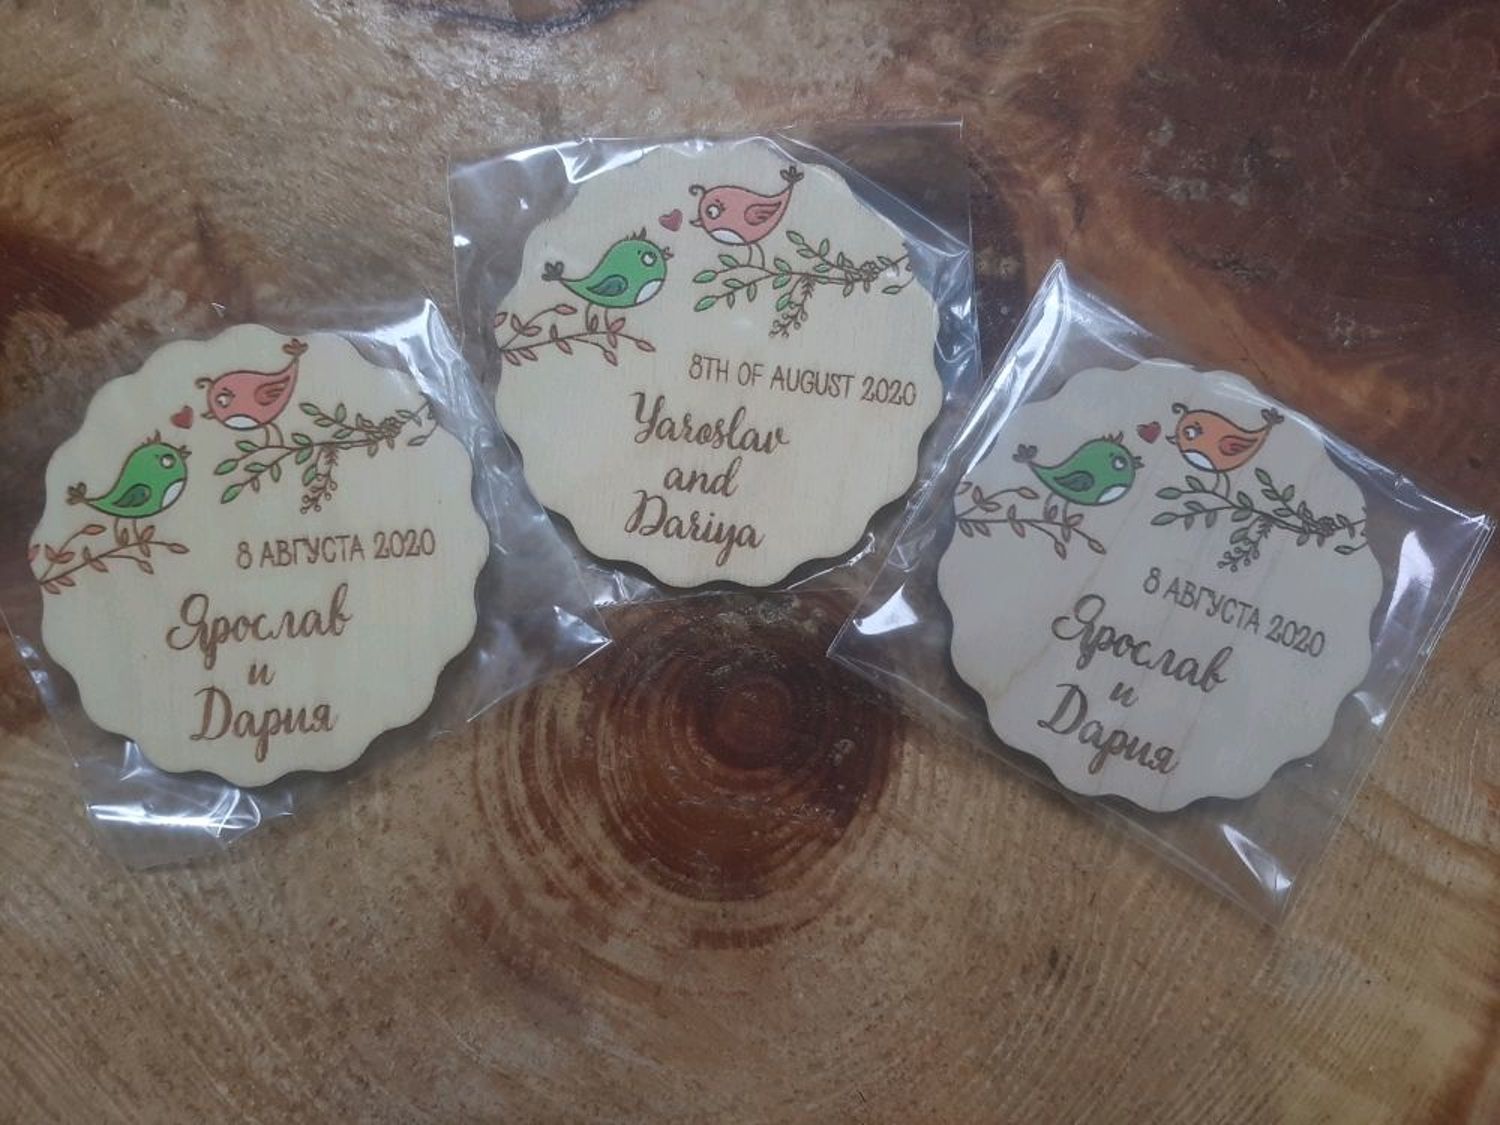 8 АВГУСТА 2020
Ярослав
и
Дария
8TH OF AUGUST 2020
Yaroslav
and
Dariya
8 АВГУСТА 2020
Ярослав
и
Дария